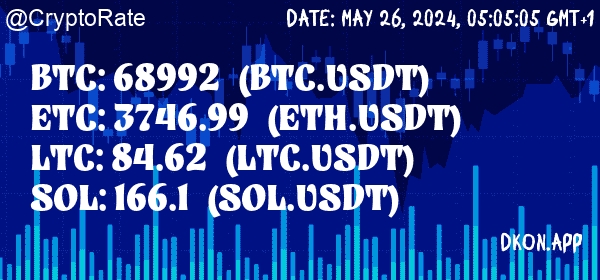 @CryptoRate
DATE: MAY 26, 2024, 05:05:05 GMT+1
BTC: 68992 (BTC.USDT)
ETC: 3746.99 (ETH.USDT)
LTC: 84.62 (LTC.USDT)
SOL: 166.1 (SOL.USDT)
DKON.APP